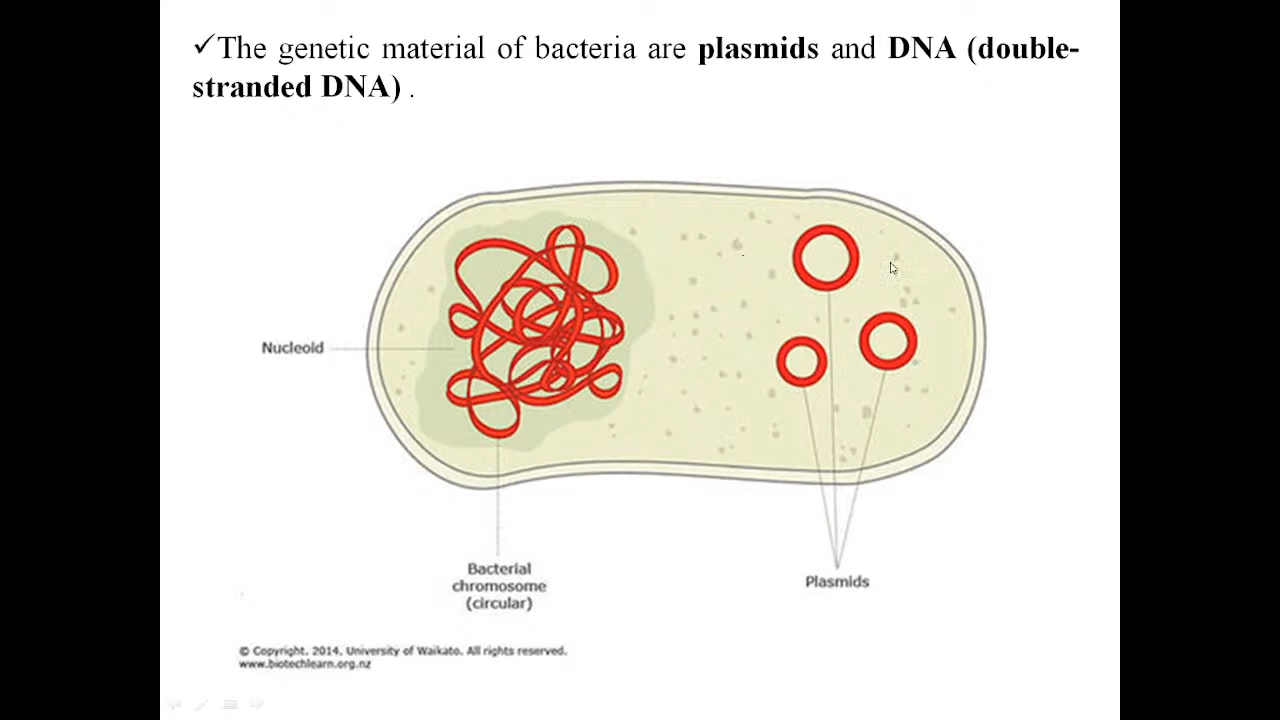 ✓The genetic material of bacteria are plasmids and DNA (double-
stranded DNA) .
Nucleoid
Bacterial
chromosome
(circular)
Plasmids
© Copyright. 2014. University of Waikato. All rights reserved.
www.biotechlearn.org.nz